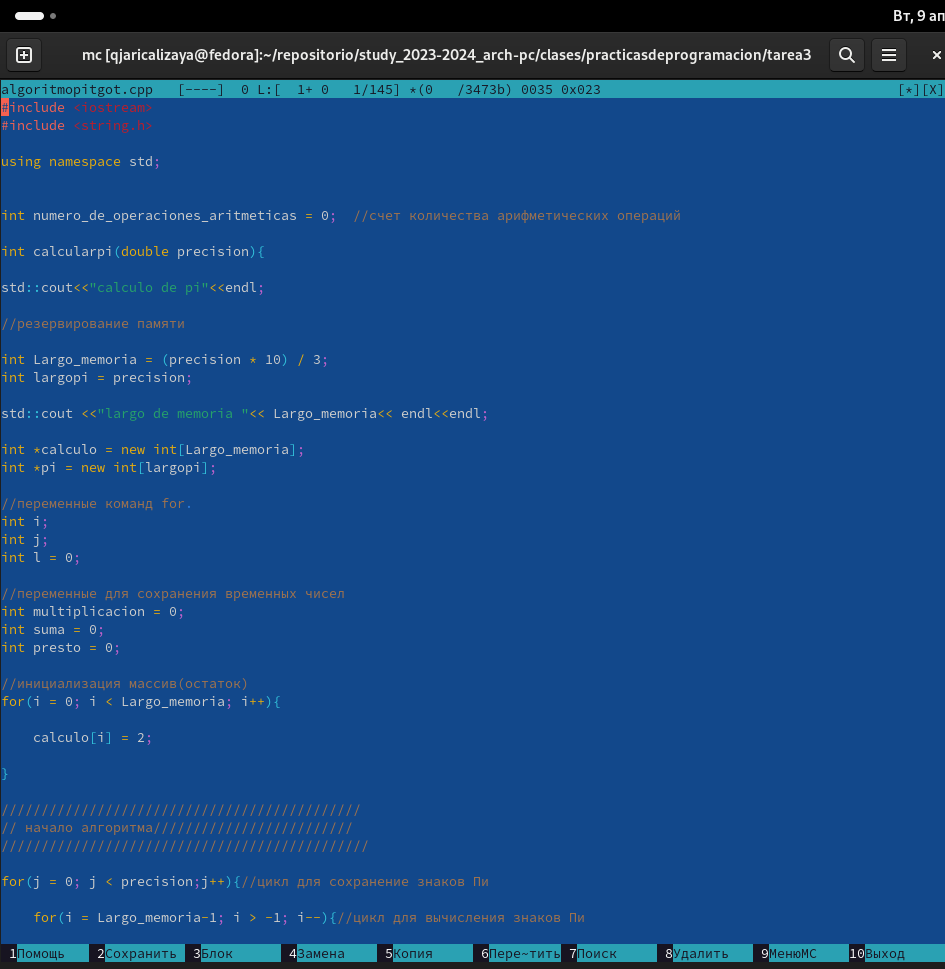 Вт, 9 ап
mc [qjaricalizaya@fedora]:~/repositorio/study_2023-2024_arch-pc/clases/practicasdeprogramacion/tarea3
algoritmopitgot.cpp   [----]  0 L:[  1+ 0   1/145] *(0   /3473b) 0035 0x023 [*][X]
#include <iostream>
#include <string.h>
using namespace std;
int numero_de_operaciones_aritmeticas = 0;  //счет количества арифметических операций
int calcularpi(double precision){
std::cout<<"calculo de pi"<<endl;
//резервирование памяти
int Largo_memoria = (precision * 10) / 3;
int largopi = precision;
std::cout <<"largo de memoria "<< Largo_memoria<< endl<<endl;
int *calculo = new int[Largo_memoria];
int *pi = new int[largopi];
//переменные команд for.
int i;
int j;
int l = 0;
//переменные для сохранения временных чисел
int multiplicacion = 0;
int suma = 0;
int presto = 0;
//инициализация массив(остаток)
for(i = 0; i < Largo_memoria; i++){
    calculo[i] = 2;
}
/////////////////////////////////////////////
// начало алгоритма/////////////////////////
//////////////////////////////////////////////
for(j = 0; j < precision;j++){//цикл для сохранение знаков Пи
    for(i = Largo_memoria-1; i > -1; i--){//цикл для вычисления знаков Пи
1Помощь 2Сохранить 3Блок 4Замена 5Копия 6Пере~тить 7Поиск 8Удалить 9МенюМС 10Выход